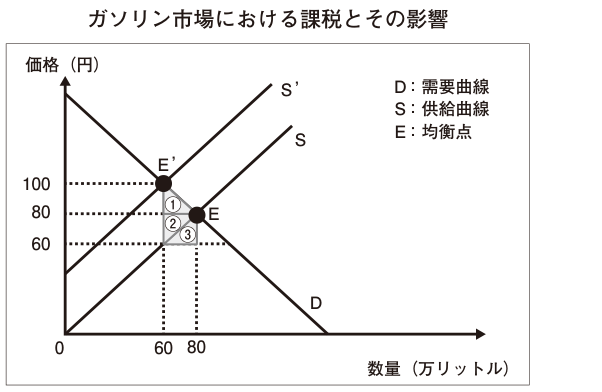 ガソリン市場における課税とその影響
価格（円）
S’
D：需要曲線
S：供給曲線
E：均衡点
S
E’
100
①
80
E
②
③
60
D
0
60
80
数量（万リットル）